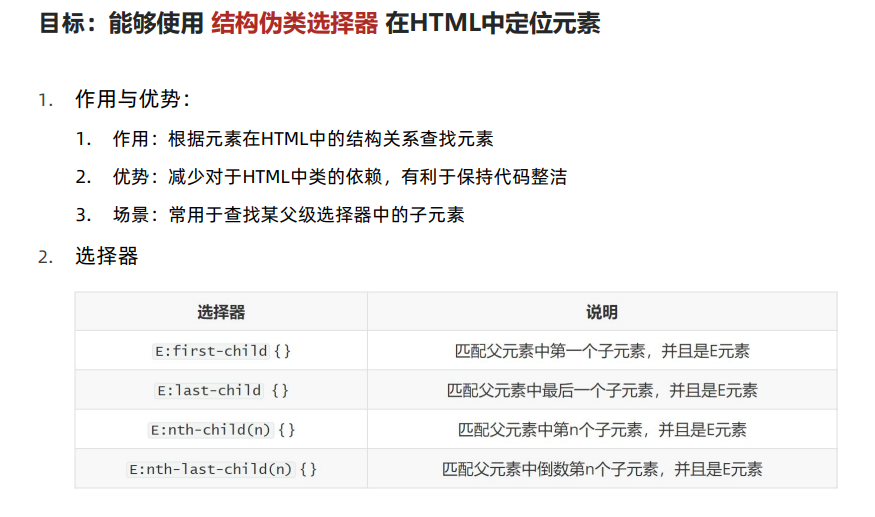 目标：能够使用 结构伪类选择器 在HTML中定位元素
1. 作用与优势：
1. 作用：根据元素在HTML中的结构关系查找元素
2. 优势：减少对于HTML中类的依赖，有利于保持代码整洁
3. 场景：常用于查找某父级选择器中的子元素
2. 选择器
选择器 说明
E:first-child {} 匹配父元素中第一个子元素，并且是E元素
E:last-child {} 匹配父元素中最后一个子元素，并且是E元素
E:nth-child(n) {} 匹配父元素中第n个子元素，并且是E元素
E:nth-last-child(n) {} 匹配父元素中倒数第n个子元素，并且是E元素